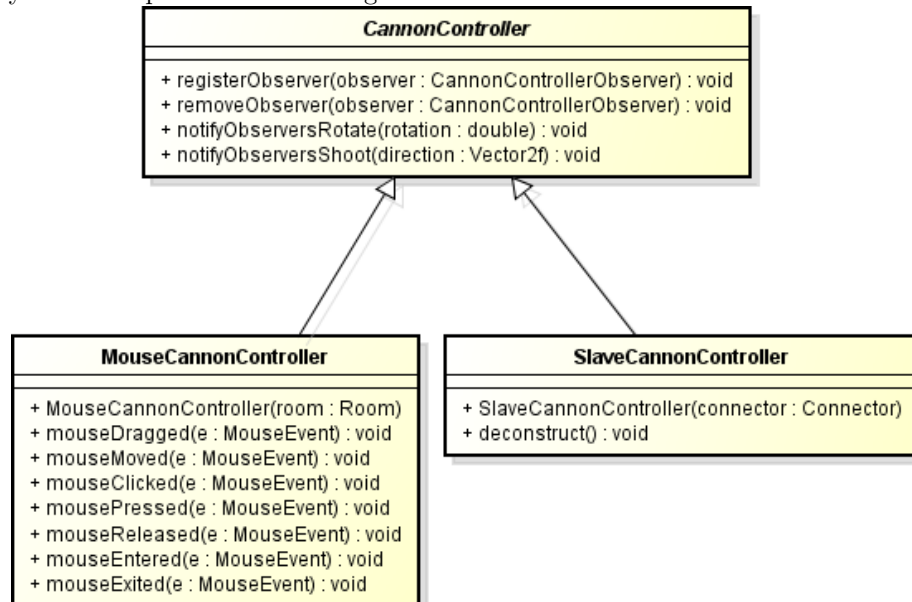 CannonController
+ registerObserver(observer : CannonControllerObserver) : void
+ removeObserver(observer : CannonControllerObserver) : void
+ notifyObserversRotate(rotation : double) : void
+ notifyObserversShoot(direction : Vector2f) : void
MouseCannonController
+ MouseCannonController(room : Room)
+ mouseDragged(e : MouseEvent) : void
+ mouseMoved(e : MouseEvent) : void
+ mouseClicked(e : MouseEvent) : void
+ mousePressed(e : MouseEvent) : void
+ mouseReleased(e : MouseEvent) : void
+ mouseEntered(e : MouseEvent) : void
+ mouseExited(e : MouseEvent) : void
SlaveCannonController
+ SlaveCannonController(connector : Connector)
+ deconstruct() : void